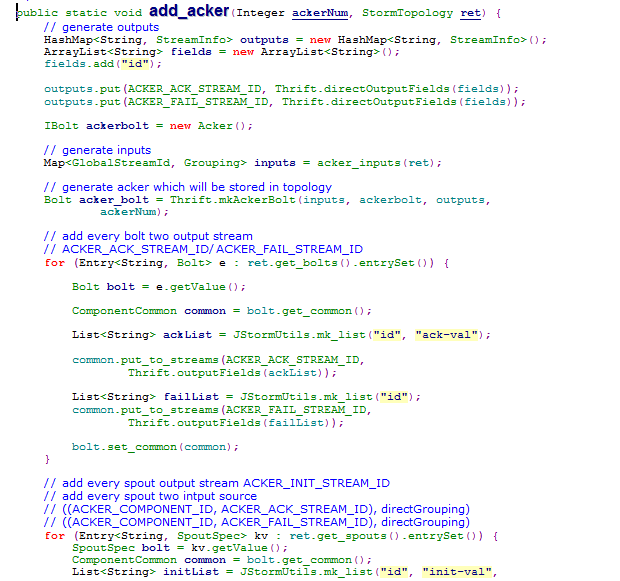 public static void add_acker(Integer ackerNum, StormTopology ret) {
// generate outputs
HashMap<String, StreamInfo> outputs = new HashMap<String, StreamInfo>();
ArrayList<String> fields = new ArrayList<String>();
fields.add("id");
outputs.put(ACKER_ACK_STREAM_ID, Thrift.directOutputFields(fields));
outputs.put(ACKER_FAIL_STREAM_ID, Thrift.directOutputFields(fields));
IBolt ackerbolt = new Acker();
// generate inputs
Map<GlobalStreamId, Grouping> inputs = acker_inputs(ret);
// generate acker which will be stored in topology
Bolt acker_bolt = Thrift.mkAckerBolt(inputs, ackerbolt, outputs,
ackerNum);
// add every bolt two output stream
// ACKER_ACK_STREAM_ID/ACKER_FAIL_STREAM_ID
for (Entry<String, Bolt> e : ret.get_bolts().entrySet()) {
Bolt bolt = e.getValue();
ComponentCommon common = bolt.get_common();
List<String> ackList = JStormUtils.mk_list("id", "ack-val");
common.put_to_streams(ACKER_ACK_STREAM_ID,
Thrift.outputFields(ackList));
List<String> failList = JStormUtils.mk_list("id");
common.put_to_streams(ACKER_FAIL_STREAM_ID,
Thrift.outputFields(failList));
bolt.set_common(common);
}
// add every spout output stream ACKER_INIT_STREAM_ID
// add every spout two intput source
// ((ACKER_COMPONENT_ID, ACKER_ACK_STREAM_ID), directGrouping)
// ((ACKER_COMPONENT_ID, ACKER_FAIL_STREAM_ID), directGrouping)
for (Entry<String, SpoutSpec> kv : ret.get_spouts().entrySet()) {
SpoutSpec bolt = kv.getValue();
ComponentCommon common = bolt.get_common();
List<String> initList = JStormUtils.mk_list("id", "init-val",